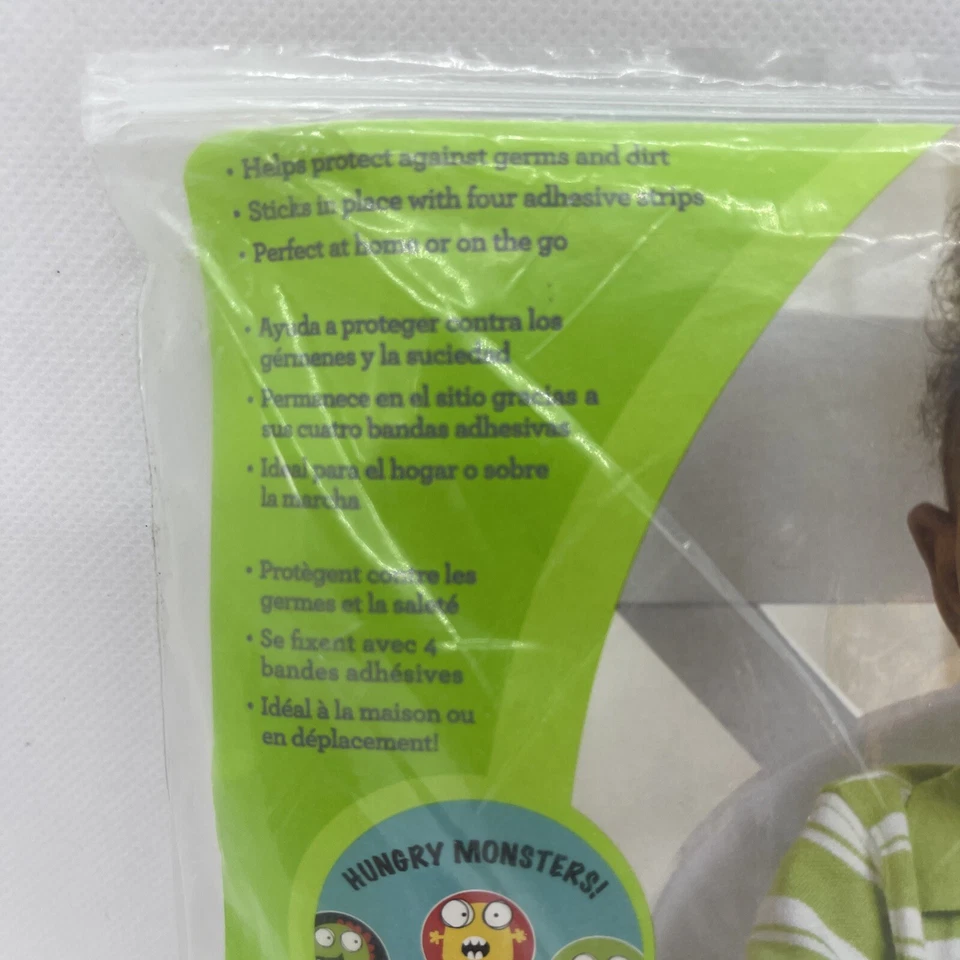 • Helps protect against germs and dirt
• Sticks in place with four adhesive strips
• Perfect at home or on the go
• Ayuda a proteger contra los
gérmenes y la suciedad
• Permanece en el sitio gracias a
sus cuatro bandas adhesivas
• Ideal para el hogar o sobre
la marcha
• Protègent contre les
germes et la saleté
• Se fixent avec 4
bandes adhésives
• Idéal à la maison ou
en déplacement!
HUNGRY MONSTERS!